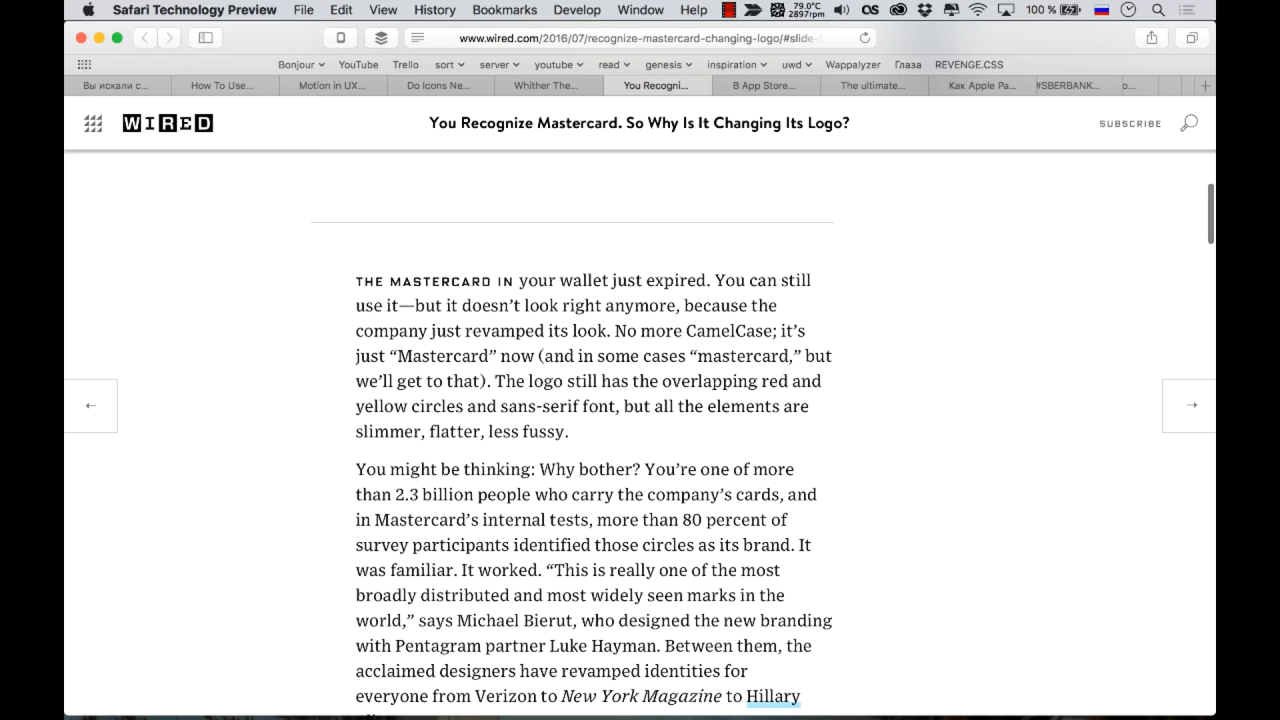 Safari Technology Preview File Edit View History Bookmarks Develop Window Help 79.0°C 2897rpm 100 %
www.wired.com/2016/07/recognize-mastercard-changing-logo/#slide-
Bonjour YouTube Trello sort server youtube read genesis inspiration uwd Wappalyzer Глаза REVENGE.CSS
Вы искали с... How To Use... Motion in UX... Do Icons Ne... Whither The... You Recogni... В App Store... The ultimate... Как Apple Pa... #SBERBANK...
WIRED You Recognize Mastercard. So Why Is It Changing Its Logo? SUBSCRIBE
THE MASTERCARD IN your wallet just expired. You can still
use it—but it doesn’t look right anymore, because the
company just revamped its look. No more CamelCase; it’s
just “Mastercard” now (and in some cases “mastercard,” but
we’ll get to that). The logo still has the overlapping red and
yellow circles and sans-serif font, but all the elements are
slimmer, flatter, less fussy.
You might be thinking: Why bother? You’re one of more
than 2.3 billion people who carry the company’s cards, and
in Mastercard’s internal tests, more than 80 percent of
survey participants identified those circles as its brand. It
was familiar. It worked. “This is really one of the most
broadly distributed and most widely seen marks in the
world,” says Michael Bierut, who designed the new branding
with Pentagram partner Luke Hayman. Between them, the
acclaimed designers have revamped identities for
everyone from Verizon to New York Magazine to Hillary